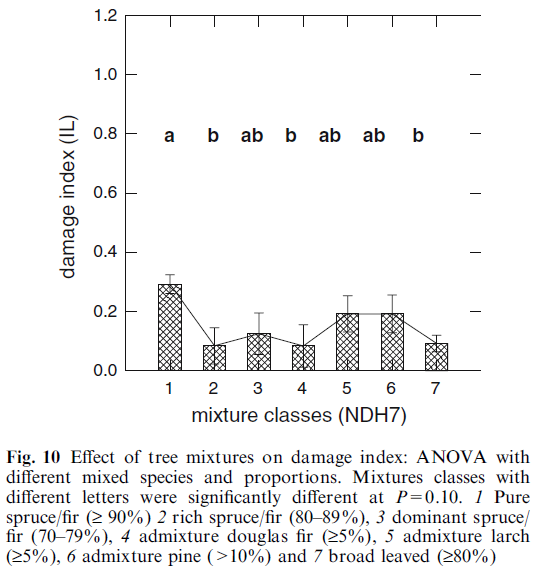 1.2
1.0
0.8
0.6
0.4
0.2
0.0
damage index (IL)
a b ab b ab ab b
1 2 3 4 5 6 7
mixture classes (NDH7)
Fig. 10 Effect of tree mixtures on damage index: ANOVA with
different mixed species and proportions. Mixtures classes with
different letters were significantly different at P=0.10. 1 Pure
spruce/fir (≥ 90%) 2 rich spruce/fir (80–89%), 3 dominant spruce/
fir (70–79%), 4 admixture douglas fir (≥5%), 5 admixture larch
(≥5%), 6 admixture pine (>10%) and 7 broad leaved (≥80%)